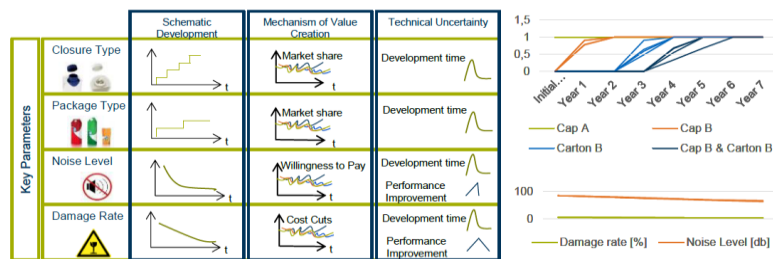 Schematic
Development
Mechanism of Value
Creation
Technical Uncertainty
Key Parameters
Closure Type
t
Market share
t
Development time
Package Type
t
Market share
t
Development time
Noise Level
t
Willingness to Pay
t
Development time
Performance
Improvement
Damage Rate
t
Cost Cuts
t
Development time
Performance
Improvement
1,5
1
0,5
0
Initial...
Year 1
Year 2
Year 3
Year 4
Year 5
Year 6
Year 7
Cap A
Cap B
Carton B
Cap B & Carton B
100
0
Damage rate [%]
Noise Level [db]